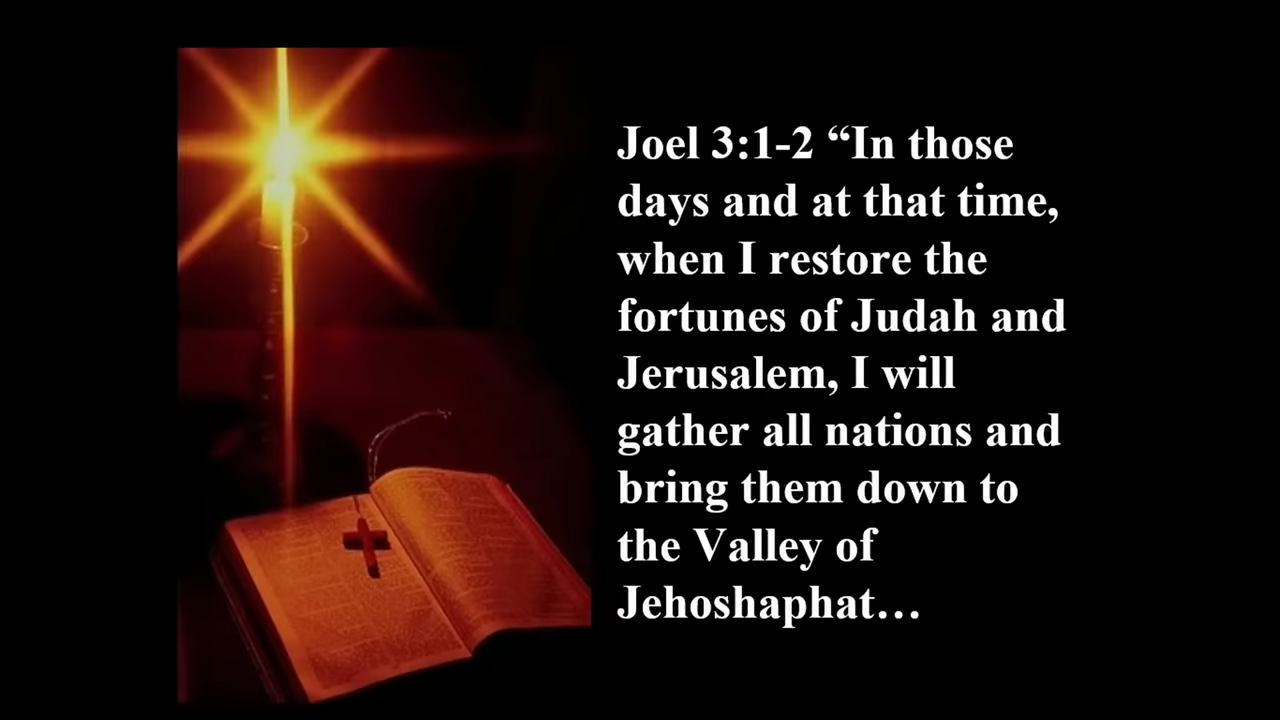 Joel 3:1-2 “In those
days and at that time,
when I restore the
fortunes of Judah and
Jerusalem, I will
gather all nations and
bring them down to
the Valley of
Jehoshaphat…